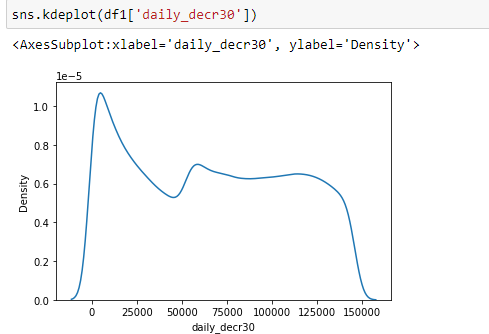 sns.kdeplot(df1['daily_decr30'])
<AxesSubplot:xlabel='daily_decr30', ylabel='Density'>
1e−5
1.0
0.8
0.6
0.4
0.2
0.0
Density
0 25000 50000 75000 100000 125000 150000
daily_decr30